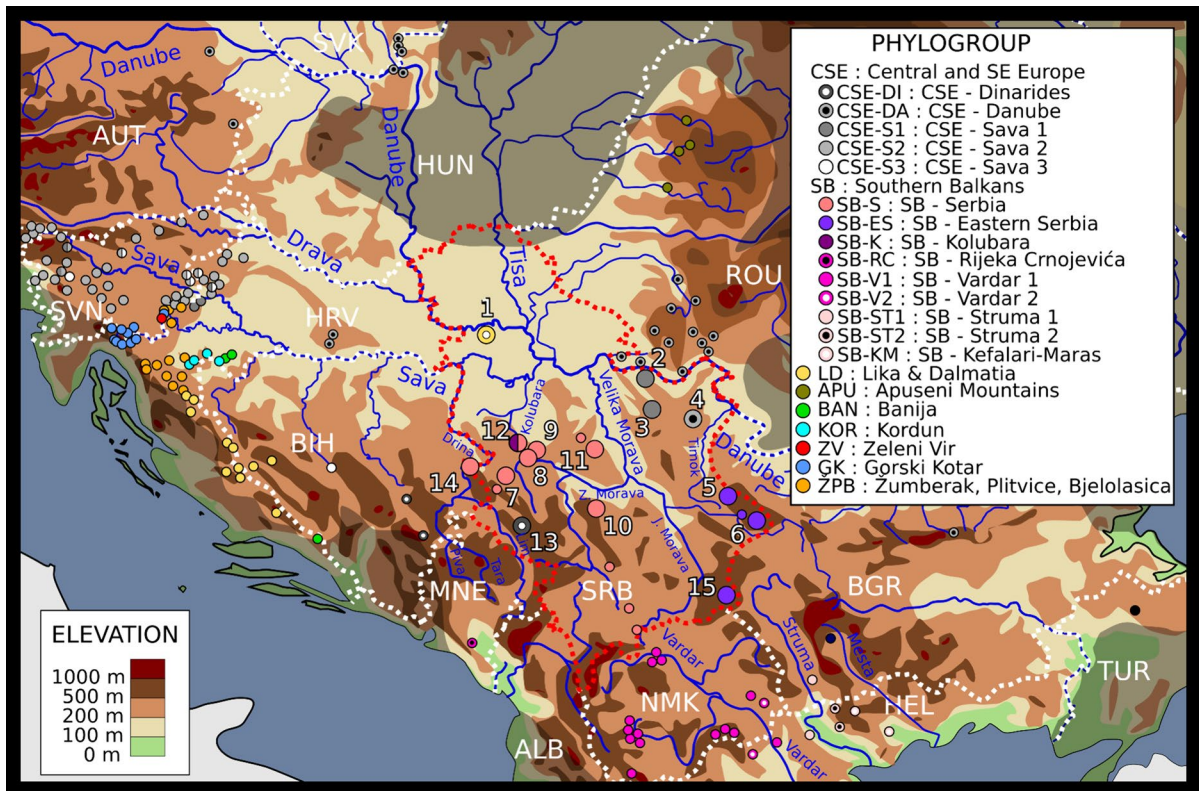 SVK
Danube
AUT
HUN
Danube
Tisa
Drava
Sava
SVN
HRV
ROU
1
2
3
4
Sava
Kolubara
Velika Morava
Timok
Danube
BIH
Drina
12
9
8
11
7
14
5
6
Z. Morava
10
13
J. Morava
15
Piva
Tara
MNE
SRB
BGR
Struma
Mesta
Vardar
NMK
HEL
TUR
ALB
Vardar
PHYLOGROUP
CSE : Central and SE Europe
CSE-DI : CSE - Dinarides
CSE-DA : CSE - Danube
CSE-S1 : CSE - Sava 1
CSE-S2 : CSE - Sava 2
CSE-S3 : CSE - Sava 3
SB : Southern Balkans
SB-S : SB - Serbia
SB-ES : SB - Eastern Serbia
SB-K : SB - Kolubara
SB-RC : SB - Rijeka Crnojevića
SB-V1 : SB - Vardar 1
SB-V2 : SB - Vardar 2
SB-ST1 : SB - Struma 1
SB-ST2 : SB - Struma 2
SB-KM : SB - Kefalari-Maras
LD : Lika & Dalmatia
APU : Apuseni Mountains
BAN : Banija
KOR : Kordun
ZV : Zeleni Vir
GK : Gorski Kotar
ŽPB : Žumberak, Plitvice, Bjelolasica
ELEVATION
1000 m
500 m
200 m
100 m
0 m